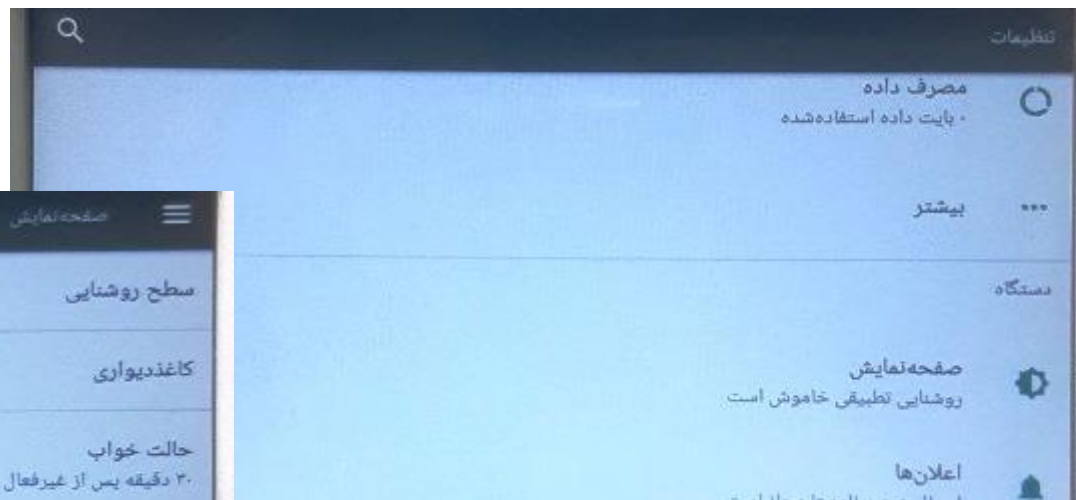 تنظیمات
مصرف داده
۰ بایت داده استفاده‌شده
بیشتر
دستگاه
صفحه‌نمایش
روشنایی تطبیقی خاموش است
اعلان‌ها
صفحه‌نمایش
سطح روشنایی
کاغذدیواری
حالت خواب
۳۰ دقیقه پس از غیرفعال